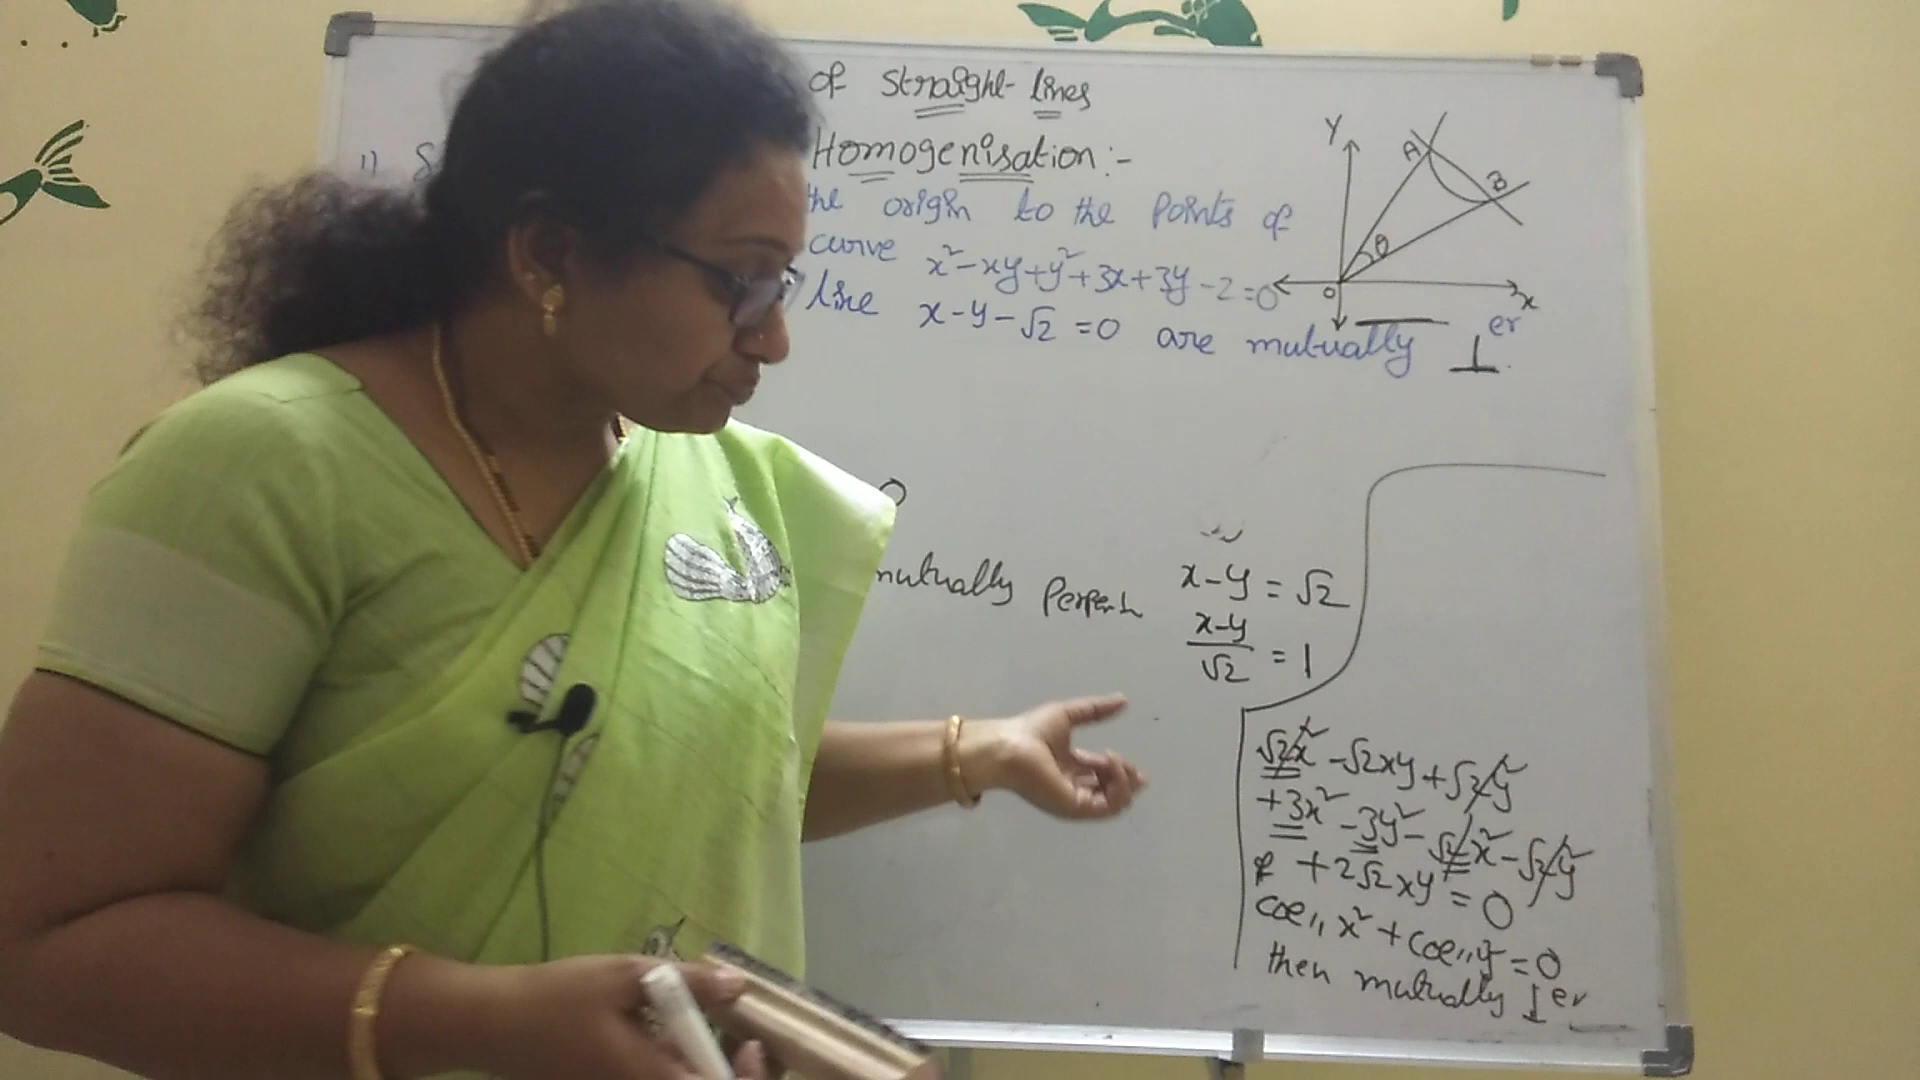 of straight lines
1) S
Homogenisation:-
the origin to the points of
curve x²-xy+y²+3x+3y-2=0
line x-y-√2=0 are mutually ⊥er.
Y
A
B
θ
O
x
mutually
x-y=√2
x-y/√2 = 1
√2x²-√2xy+√2y²
+3x²-3y²-√2x²-√2y²
+2√2xy=0
coe,, x²+coe,, y²=0
then mutually ⊥er